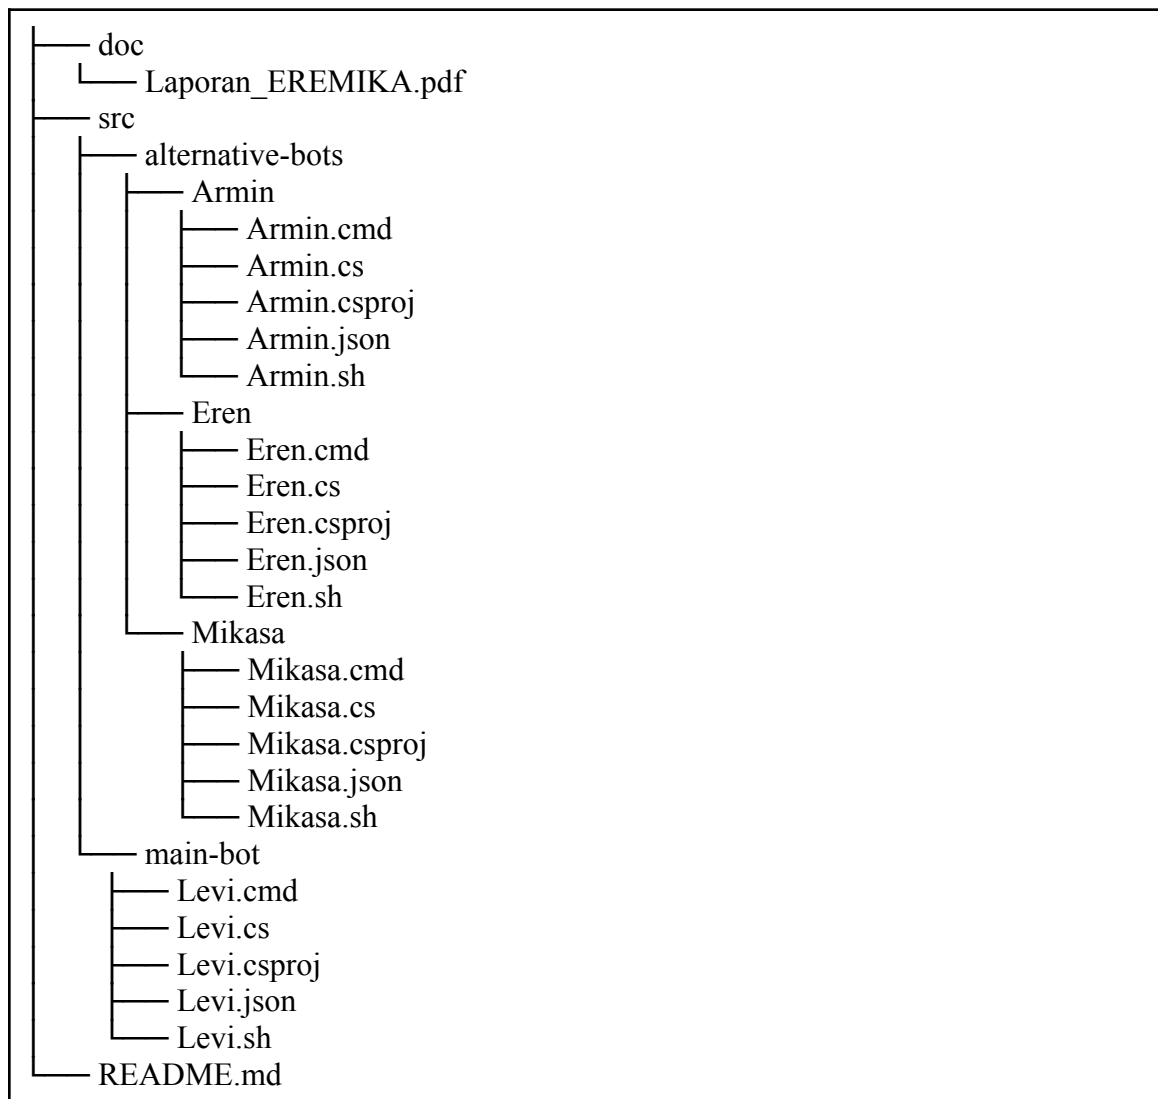 doc
Laporan_EREMIKA.pdf
src
alternative-bots
Armin
Armin.cmd
Armin.cs
Armin.csproj
Armin.json
Armin.sh
Eren
Eren.cmd
Eren.cs
Eren.csproj
Eren.json
Eren.sh
Mikasa
Mikasa.cmd
Mikasa.cs
Mikasa.csproj
Mikasa.json
Mikasa.sh
main-bot
Levi.cmd
Levi.cs
Levi.csproj
Levi.json
Levi.sh
README.md